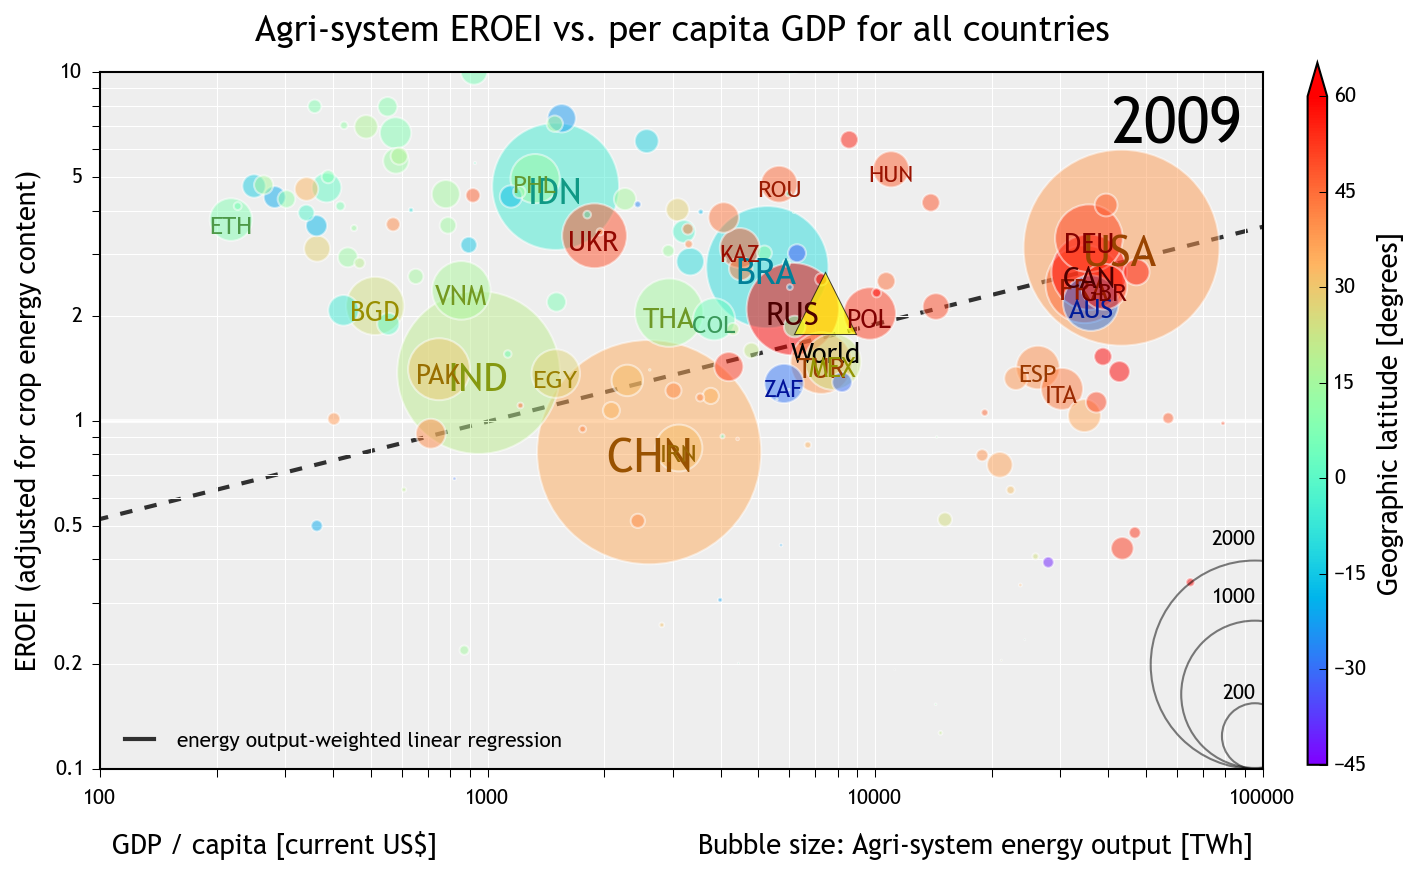 Agri-system EROEI vs. per capita GDP for all countries
2009
EROEI (adjusted for crop energy content)
10
5
2
1
0.5
0.2
0.1
100
1000
10000
100000
GDP / capita [current US$]
Bubble size: Agri-system energy output [TWh]
energy output-weighted linear regression
ETH
PHL
IDN
UKR
ROU
HUN
KAZ
BRA
DEU
USA
CAN
GBR
AUS
VNM
BGD
THA
COL
RUS
POL
World
TUR
MEX
ZAF
PAK
IND
EGY
ESP
ITA
CHN
IRN
2000
1000
200
60
45
30
15
0
−15
−30
−45
Geographic latitude [degrees]